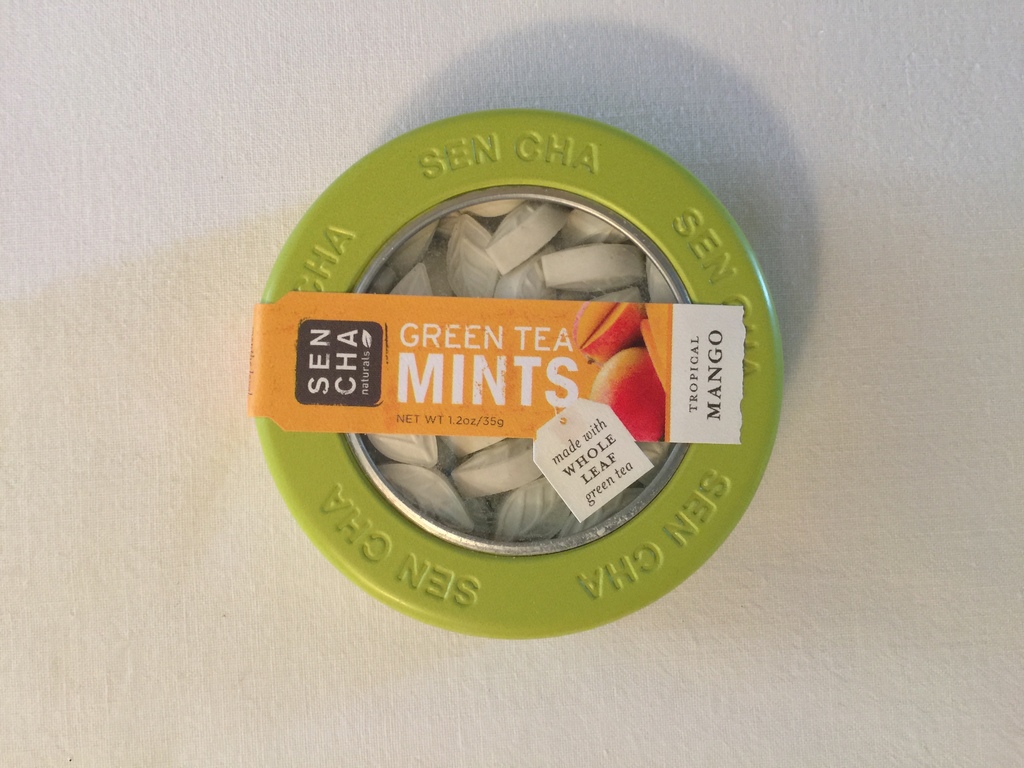 SEN CHA
SEN CHA
CHA
SEN
CHA
naturals
GREEN TEA
MINTS
NET WT 1.2oz/35g
made with
WHOLE
LEAF
green tea
TROPICAL
MANGO
SEN CHA
SEN CHA